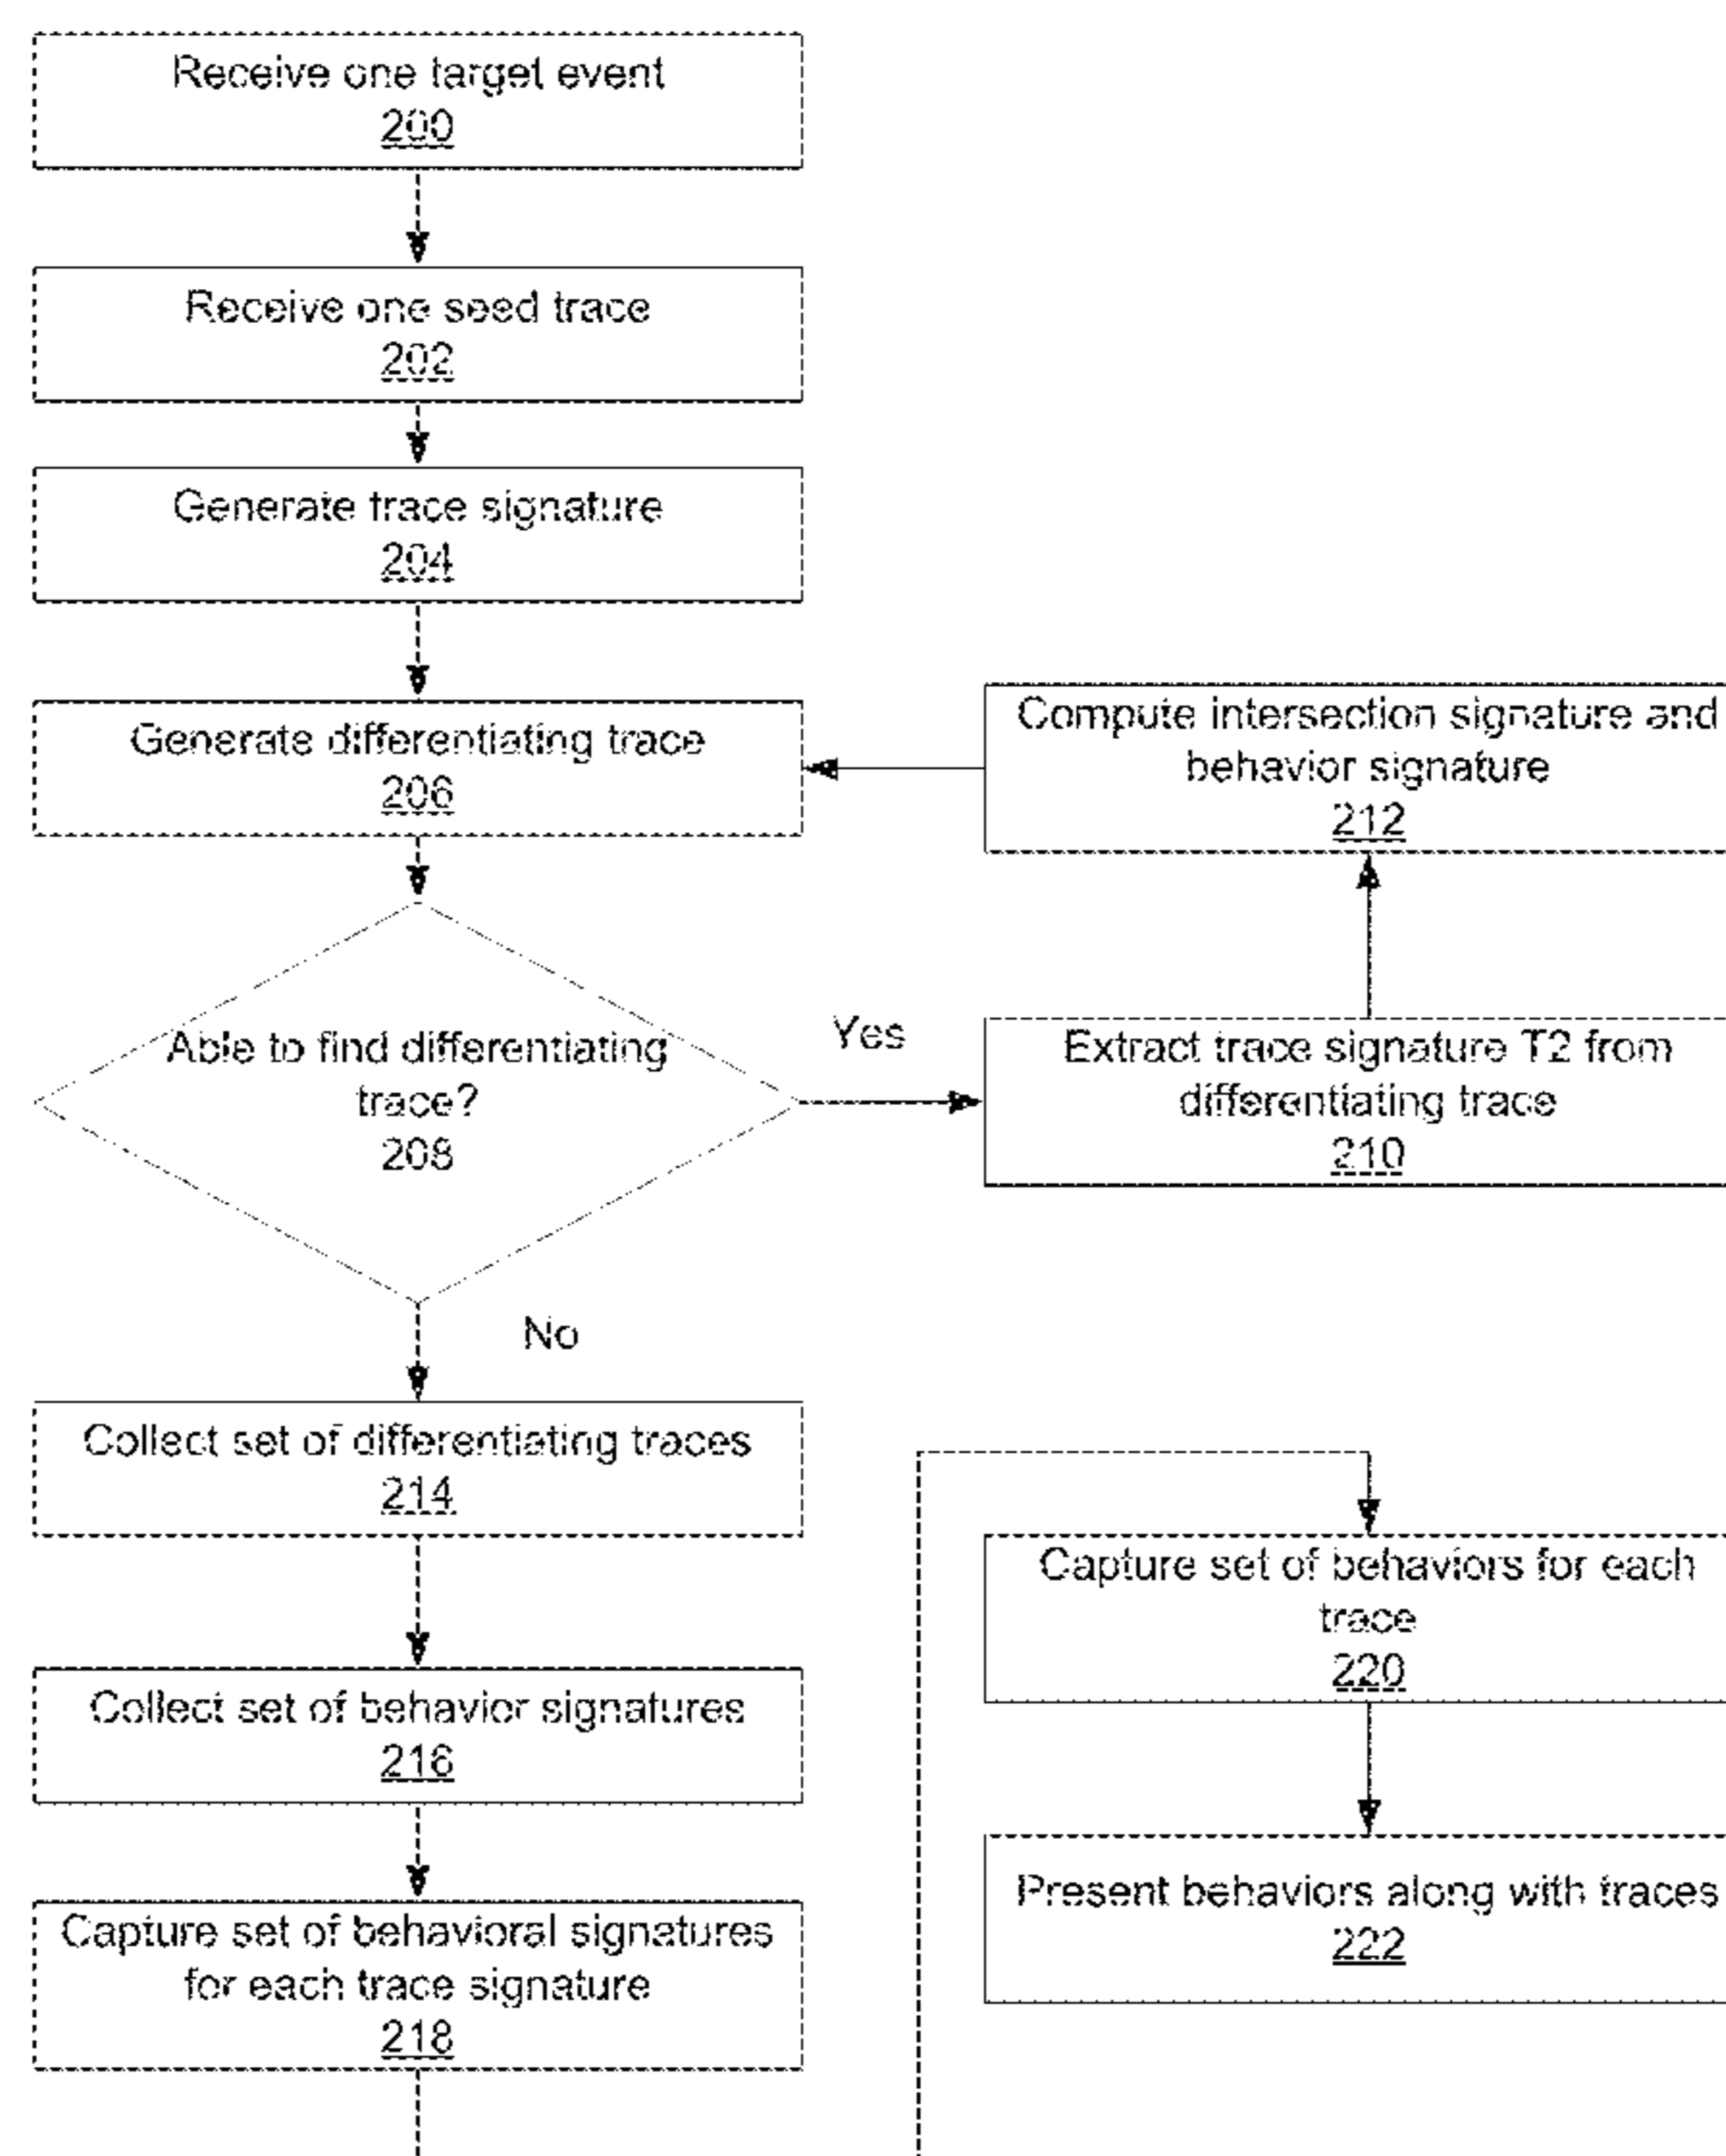 Receive one target event
200
Receive one seed trace
202
Generate trace signature
204
Generate differentiating trace
206
Compute intersection signature and
behavior signature
212
Able to find differentiating
trace?
208
Yes
Extract trace signature T2 from
differentiating trace
210
No
Collect set of differentiating traces
214
Collect set of behavior signatures
216
Capture set of behavioral signatures
for each trace signature
218
Capture set of behaviors for each
trace
220
Present behaviors along with traces
222